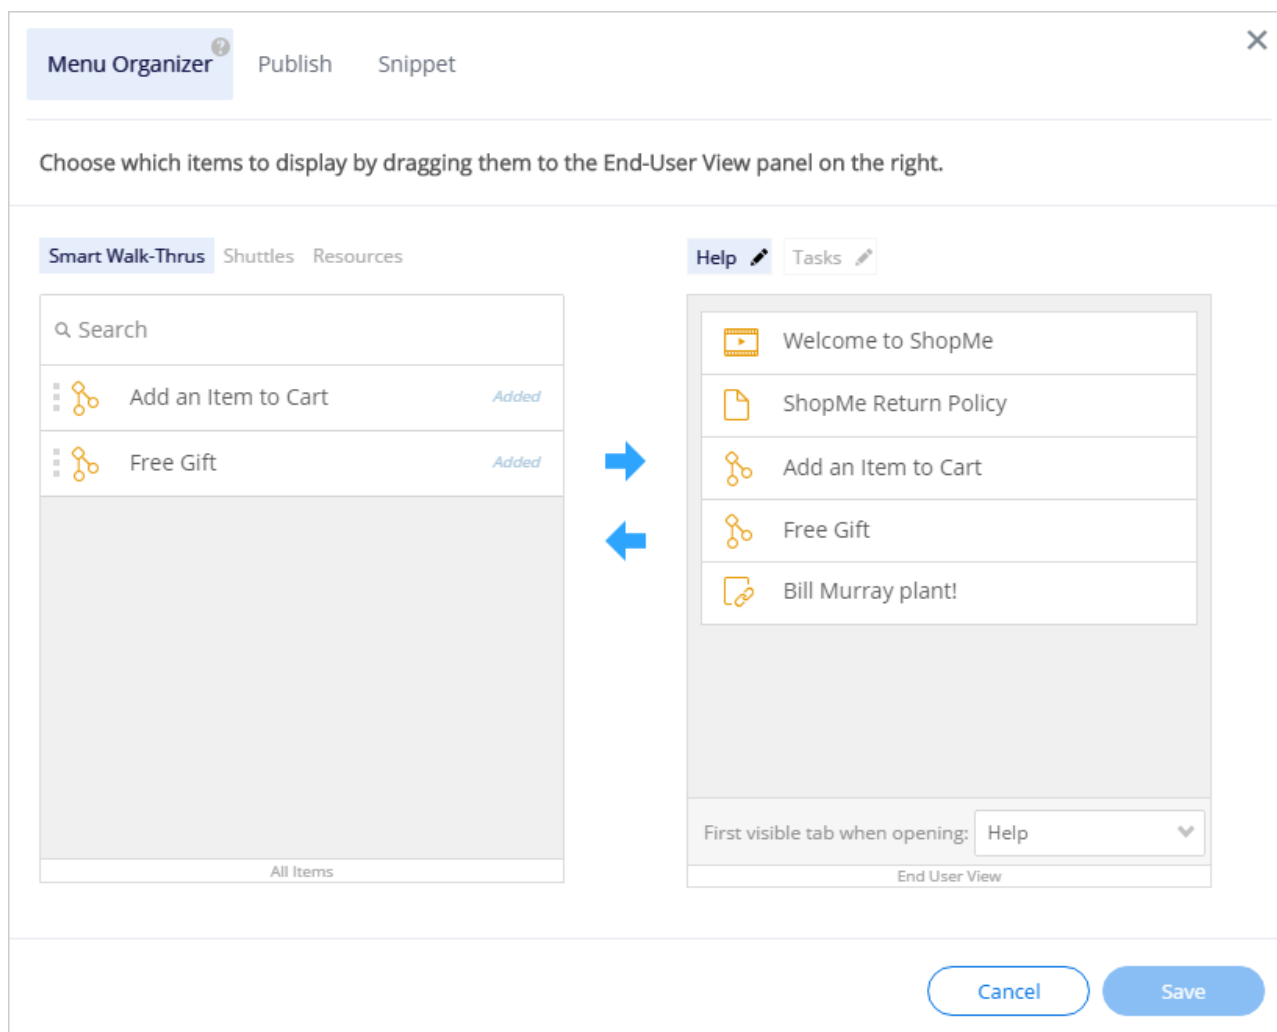 Menu Organizer ?
Publish
Snippet
Choose which items to display by dragging them to the End-User View panel on the right.
Smart Walk-Thrus
Shuttles
Resources
Search
Add an Item to Cart
Added
Free Gift
Added
All Items
Help
Tasks
Welcome to ShopMe
ShopMe Return Policy
Add an Item to Cart
Free Gift
Bill Murray plant!
First visible tab when opening:
Help
End User View
Cancel
Save